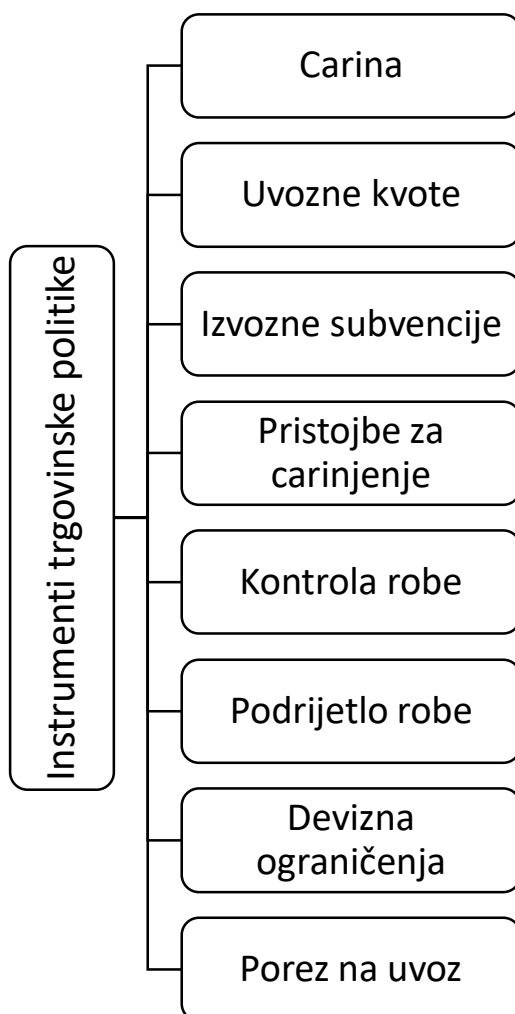 Instrumenti trgovinske politike
Carina
Uvozne kvote
Izvozne subvencije
Pristojbe za
carinjenje
Kontrola robe
Podrijetlo robe
Devizna
ograničenja
Porez na uvoz